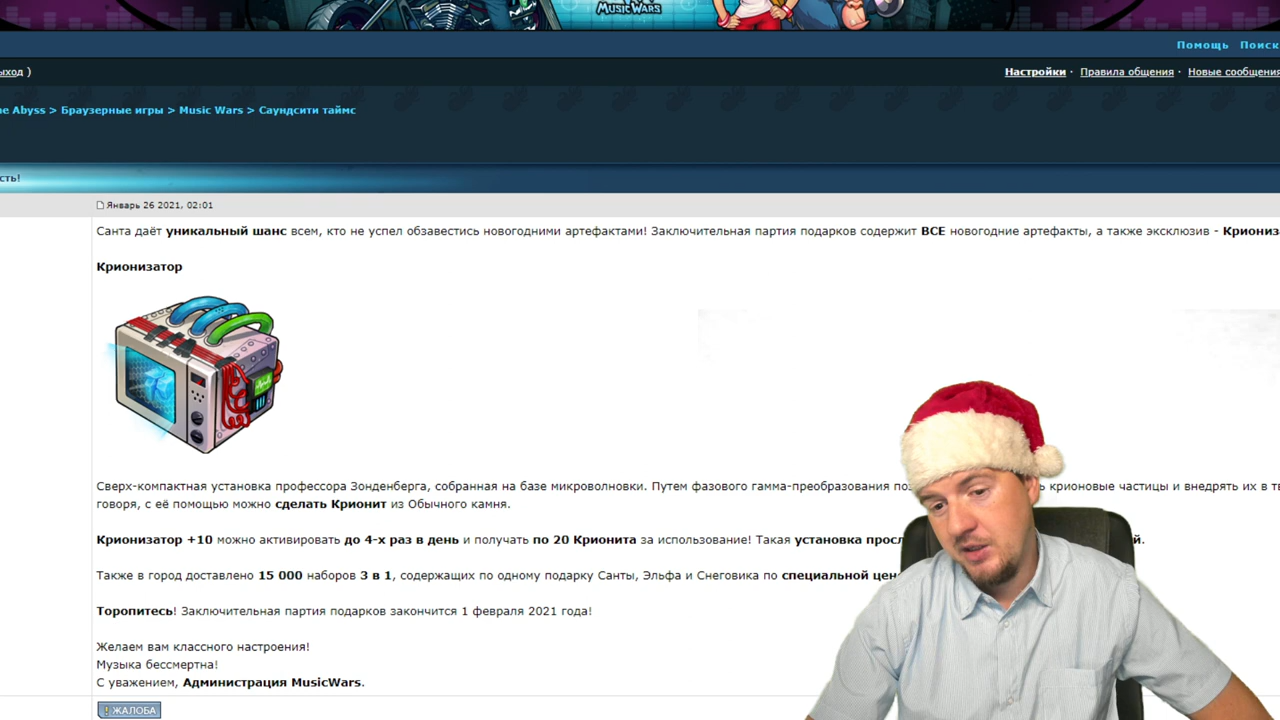 MUSICWARS
Помощь Поиск
ыход )
Настройки · Правила общения · Новые сообщения
ne Abyss > Браузерные игры > Music Wars > Саундсити таймс
сть!
Январь 26 2021, 02:01
Санта даёт уникальный шанс всем, кто не успел обзавестись новогодними артефактами! Заключительная партия подарков содержит ВСЕ новогодние артефакты, а также эксклюзив - Крионизa
Крионизатор
Сверх-компактная установка профессора Зонденберга, собранная на базе микроволновки. Путем фазового гамма-преобразования по крионовые частицы и внедрять их в тв
говоря, с её помощью можно сделать Крионит из Обычного камня.
Крионизатор +10 можно активировать до 4-х раз в день и получать по 20 Крионита за использование! Такая установка просл й.
Также в город доставлено 15 000 наборов 3 в 1, содержащих по одному подарку Санты, Эльфа и Снеговика по специальной цен
Торопитесь! Заключительная партия подарков закончится 1 февраля 2021 года!
Желаем вам классного настроения!
Музыка бессмертна!
С уважением, Администрация MusicWars.
! ЖАЛОБА